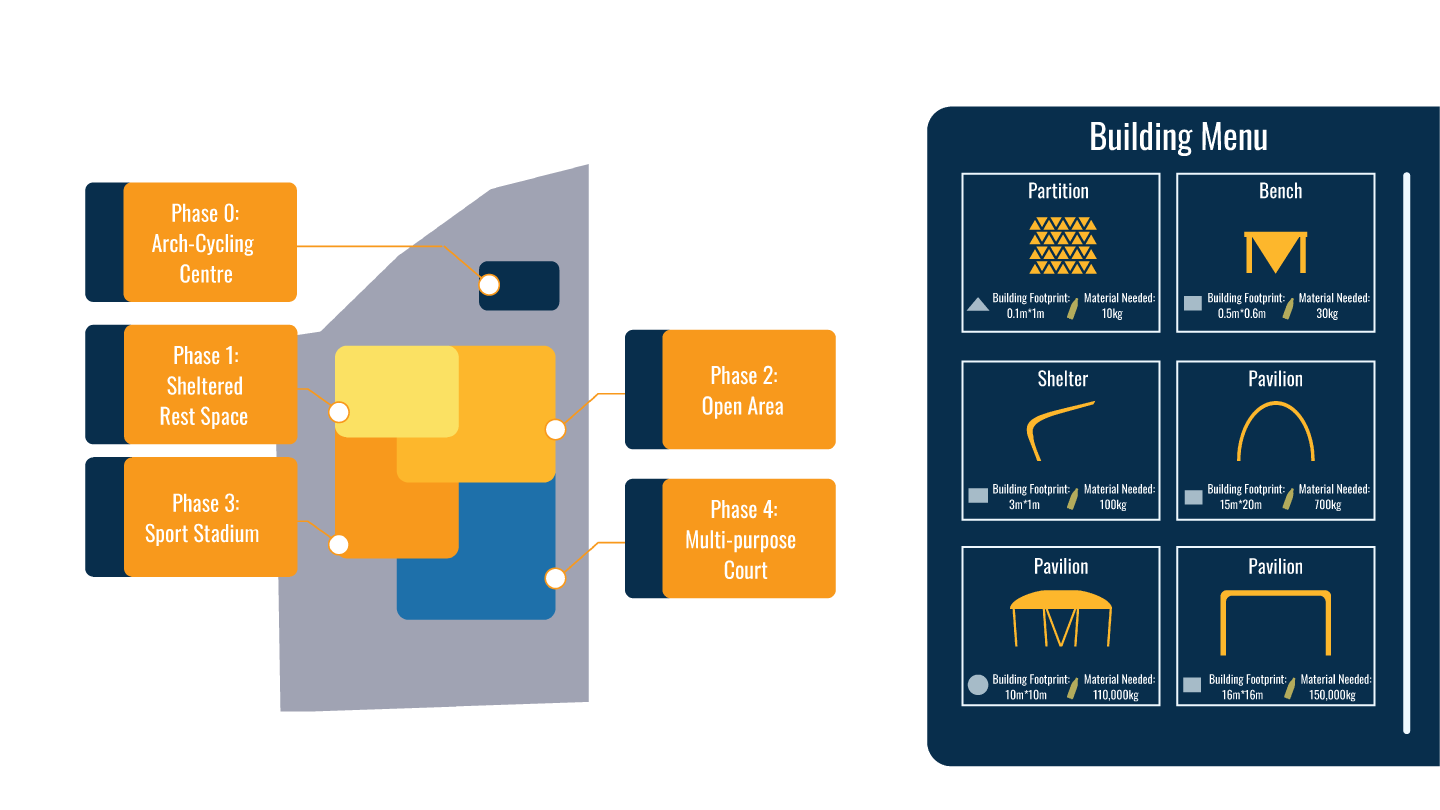 Phase 0:
Arch-Cycling
Centre
Phase 1:
Sheltered
Rest Space
Phase 3:
Sport Stadium
Phase 2:
Open Area
Phase 4:
Multi-purpose
Court
Building Menu
Partition
Building Footprint:
0.1m*1m
Material Needed:
10kg
Bench
Building Footprint:
0.5m*0.6m
Material Needed:
30kg
Shelter
Building Footprint:
3m*1m
Material Needed:
100kg
Pavilion
Building Footprint:
15m*20m
Material Needed:
700kg
Pavilion
Building Footprint:
10m*10m
Material Needed:
110,000kg
Pavilion
Building Footprint:
16m*16m
Material Needed:
150,000kg